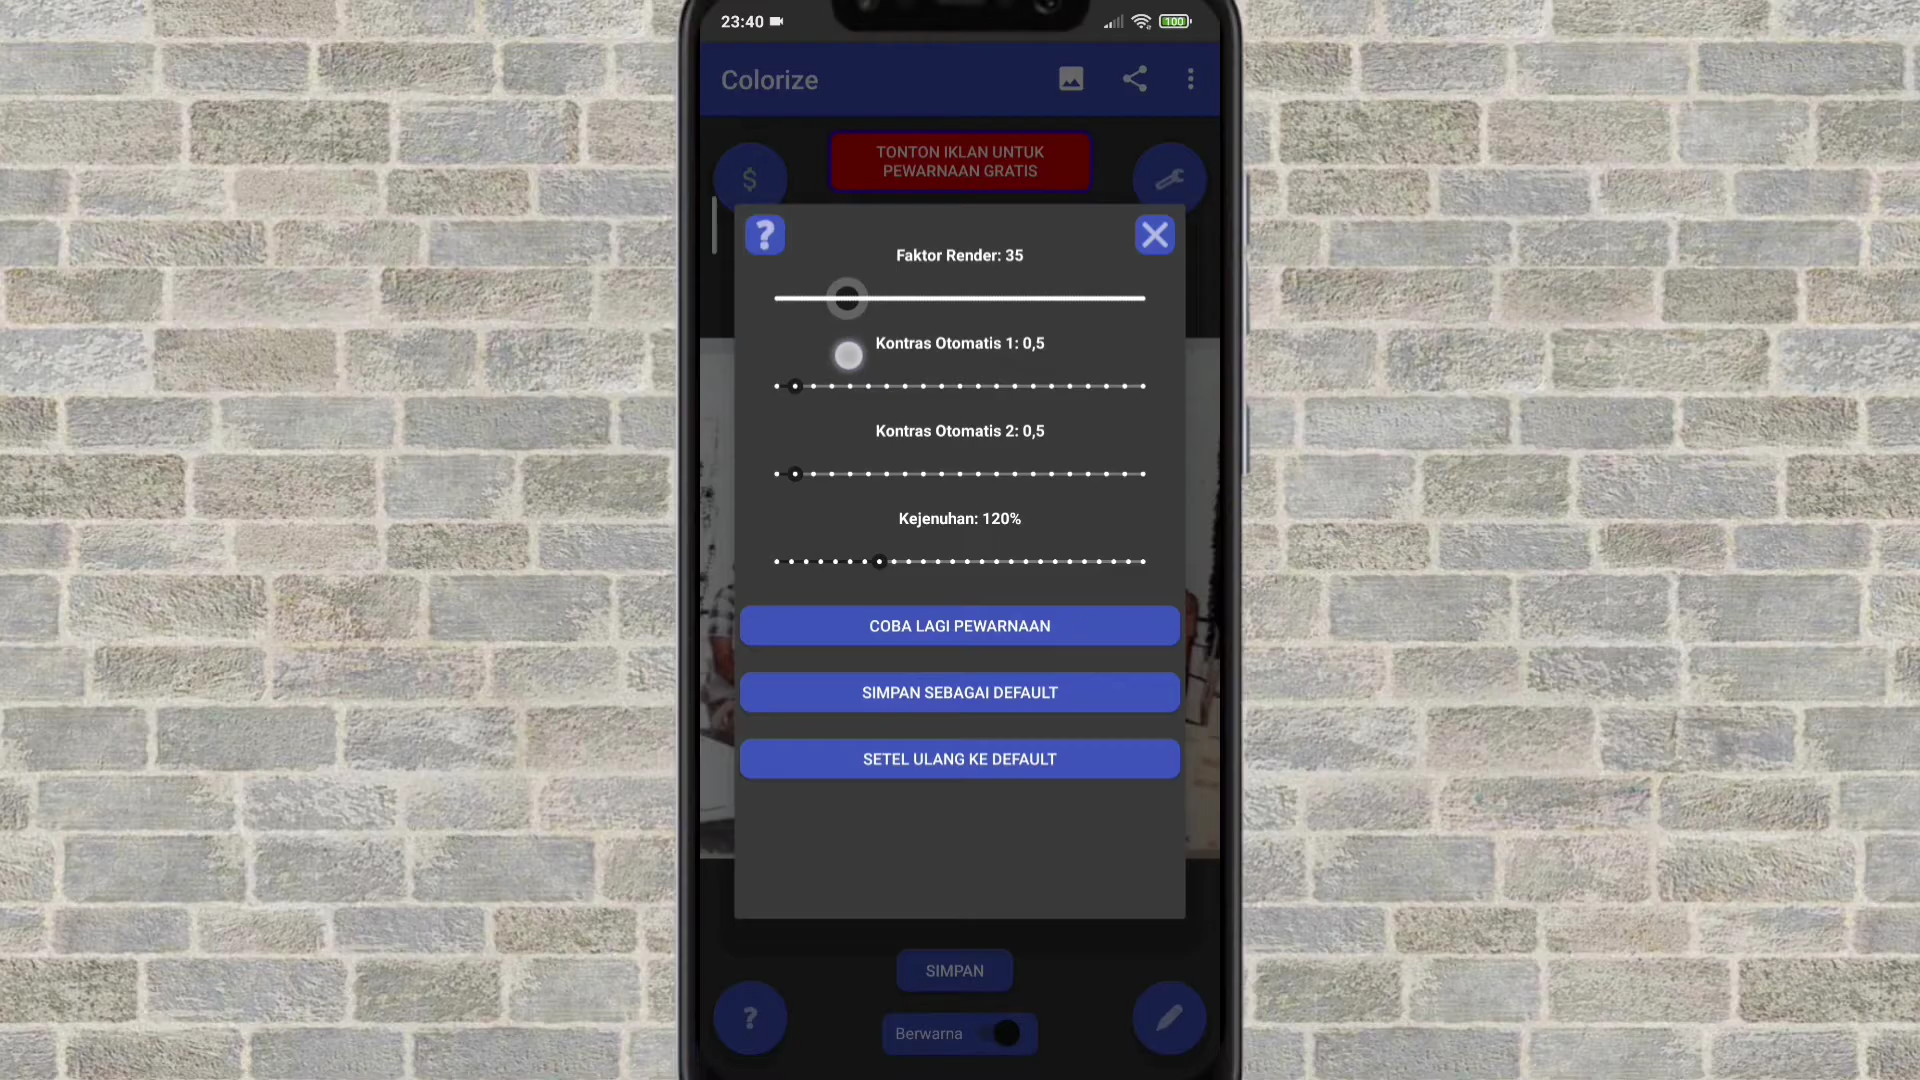 23:40
100
Colorize
TONTON IKLAN UNTUK
PEWARNAAN GRATIS
$
?
Faktor Render: 35
Kontras Otomatis 1: 0,5
Kontras Otomatis 2: 0,5
Kejenuhan: 120%
COBA LAGI PEWARNAAN
SIMPAN SEBAGAI DEFAULT
SETEL ULANG KE DEFAULT
SIMPAN
?
Berwarna